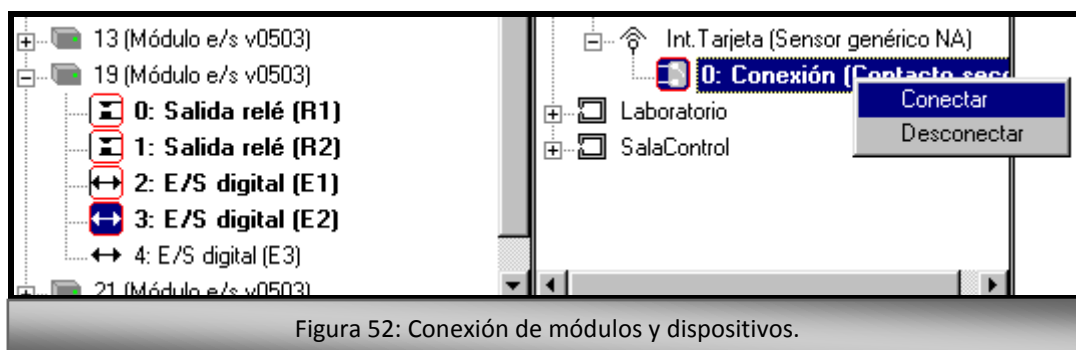 13 (Módulo e/s v0503)
19 (Módulo e/s v0503)
0: Salida relé (R1)
1: Salida relé (R2)
2: E/S digital (E1)
3: E/S digital (E2)
4: E/S digital (E3)
21 (Módulo e/s v0503)
Int.Tarjeta (Sensor genérico NA)
0: Conexión (Contacto seco
Laboratorio
SalaControl
Conectar
Desconectar
Figura 52: Conexión de módulos y dispositivos.